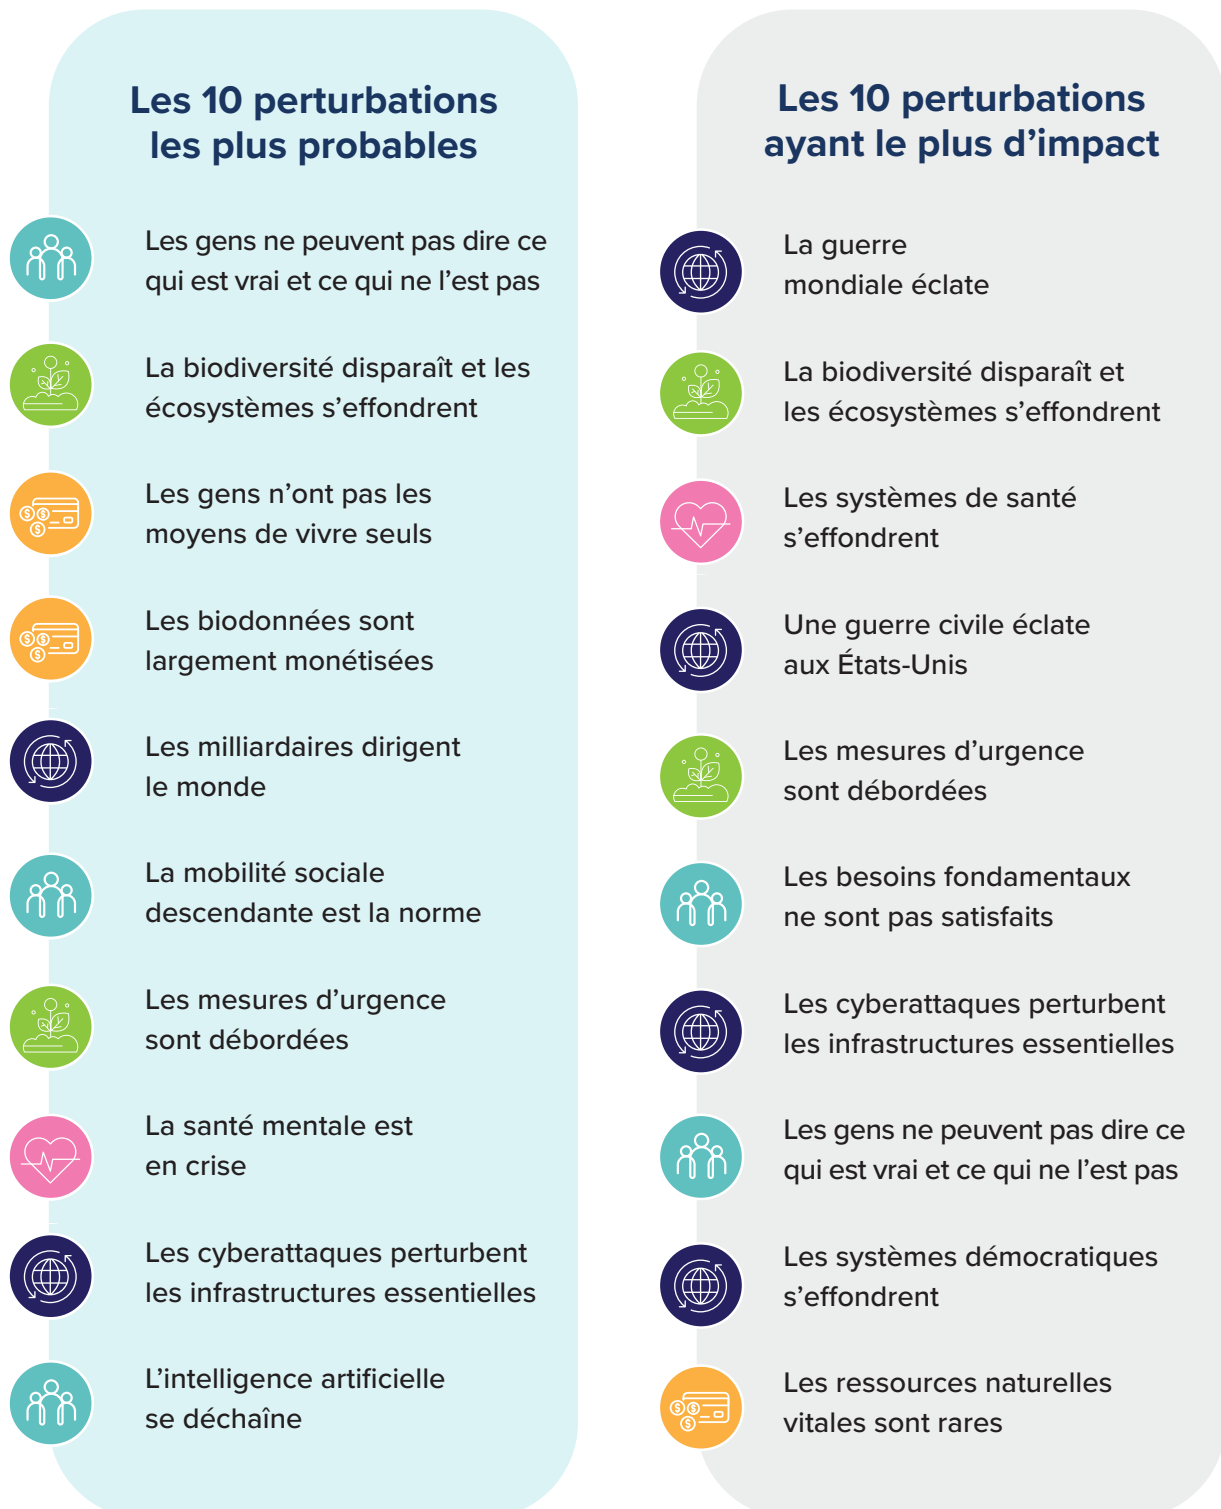 Les 10 perturbations
les plus probables
Les gens ne peuvent pas dire ce
qui est vrai et ce qui ne l'est pas
La biodiversité disparaît et les
écosystèmes s’effondrent
Les gens n’ont pas les
moyens de vivre seuls
Les biodonnées sont
largement monétisées
Les milliardaires dirigent
le monde
La mobilité sociale
descendante est la norme
Les mesures d’urgence
sont débordées
La santé mentale est
en crise
Les cyberattaques perturbent
les infrastructures essentielles
L’intelligence artificielle
se déchaîne
Les 10 perturbations
ayant le plus d’impact
La guerre
mondiale éclate
La biodiversité disparaît et
les écosystèmes s’effondrent
Les systèmes de santé
s’effondrent
Une guerre civile éclate
aux États-Unis
Les mesures d’urgence
sont débordées
Les besoins fondamentaux
ne sont pas satisfaits
Les cyberattaques perturbent
les infrastructures essentielles
Les gens ne peuvent pas dire ce
qui est vrai et ce qui ne l’est pas
Les systèmes démocratiques
s’effondrent
Les ressources naturelles
vitales sont rares